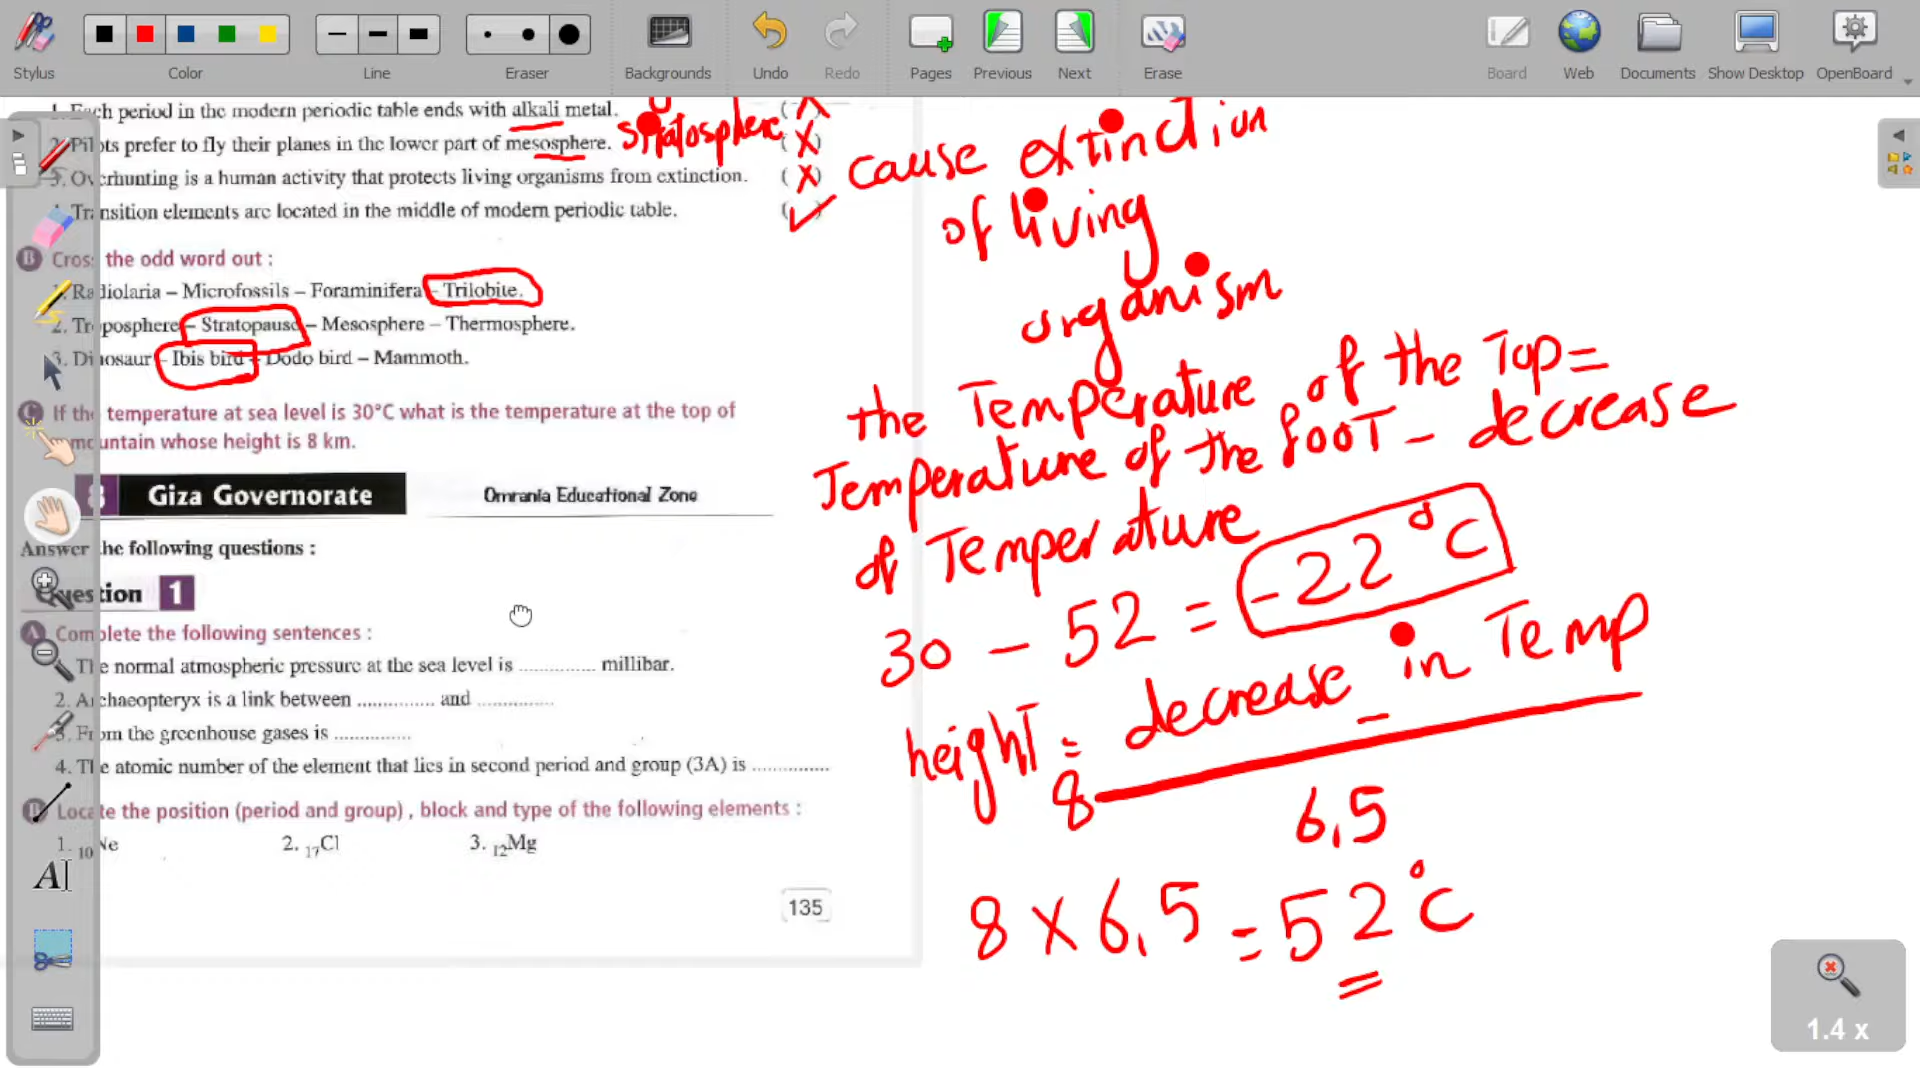 Stylus
Color
Line
Eraser
Backgrounds
Undo
Redo
Pages
Previous
Next
Erase
Board
Web
Documents
Show Desktop
OpenBoard
Each period in the modern periodic table ends with alkali metal. ( X
Pilots prefer to fly their planes in the lower part of mesosphere. stratosphere ( X )
Overhunting is a human activity that protects living organisms from extinction. ( X )
Transition elements are located in the middle of modern periodic table. ( ✓ )
cause extinction
of living
organism
B Cross the odd word out :
1. Radiolaria – Microfossils – Foraminifera – Trilobite.
2. Troposphere – Stratopause – Mesosphere – Thermosphere.
3. Dinosaur – Ibis bird – Dodo bird – Mammoth.
C If the temperature at sea level is 30°C what is the temperature at the top of
mountain whose height is 8 km.
the Temperature of the Top =
Temperature of the foot – decrease
of Temperature
30 – 52 = -22 °C
height = decrease in Temp
8
6,5
8 x 6,5 = 52 °C
8 Giza Governorate
Omrania Educational Zone
Answer the following questions :
Question 1
A Complete the following sentences :
The normal atmospheric pressure at the sea level is ............. millibar.
2. Archaeopteryx is a link between ............. and .............
3. From the greenhouse gases is .............
4. The atomic number of the element that lies in second period and group (3A) is .............
B Locate the position (period and group) , block and type of the following elements :
1. 10Ne 2. 17Cl 3. 12Mg
135
AI
1.4 x